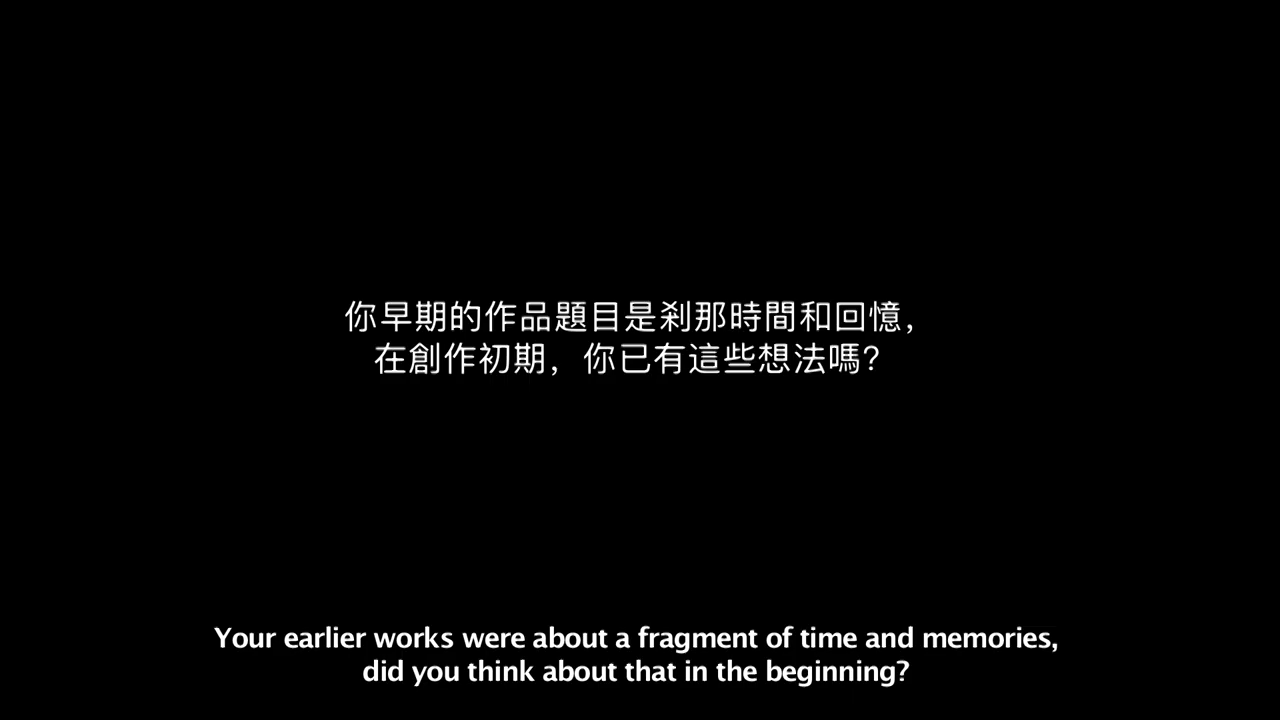 你早期的作品題目是剎那時間和回憶，
在創作初期，你已有這些想法嗎？
Your earlier works were about a fragment of time and memories,
did you think about that in the beginning?